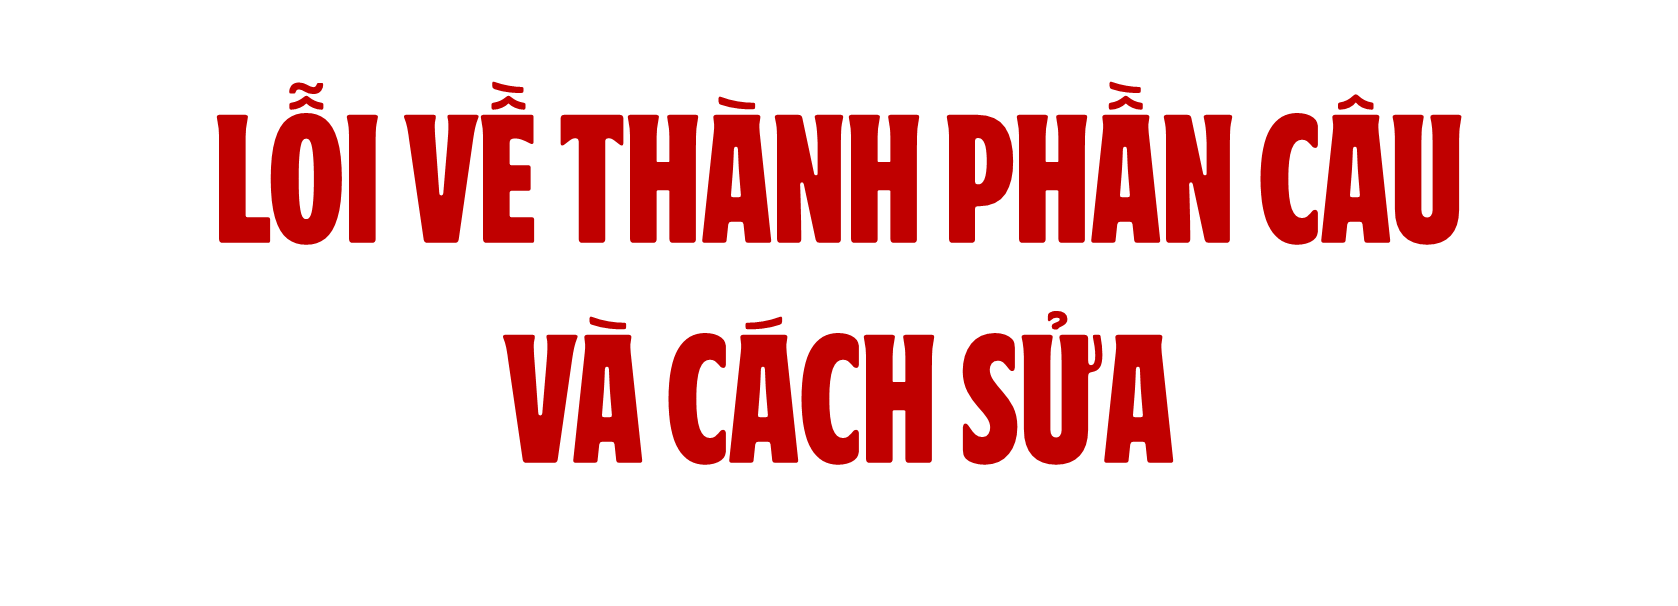 LỖI VỀ THÀNH PHẦN CÂU
VÀ CÁCH SỬA